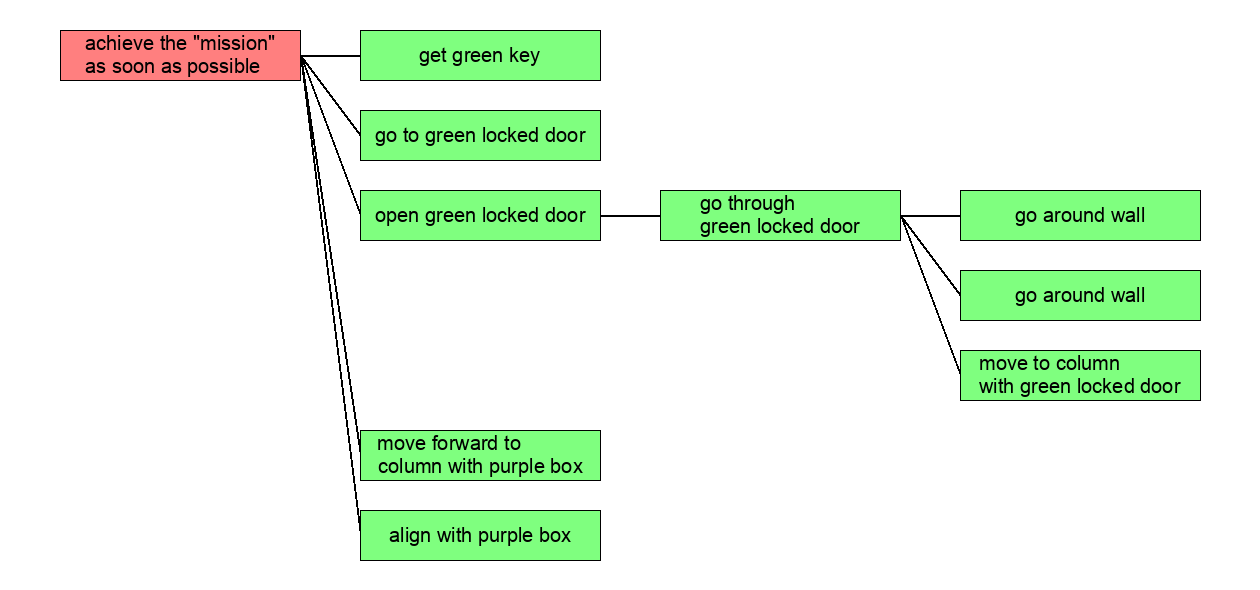 achieve the "mission"
as soon as possible
get green key
go to green locked door
open green locked door
go through
green locked door
go around wall
go around wall
move to column
with green locked door
move forward to
column with purple box
align with purple box